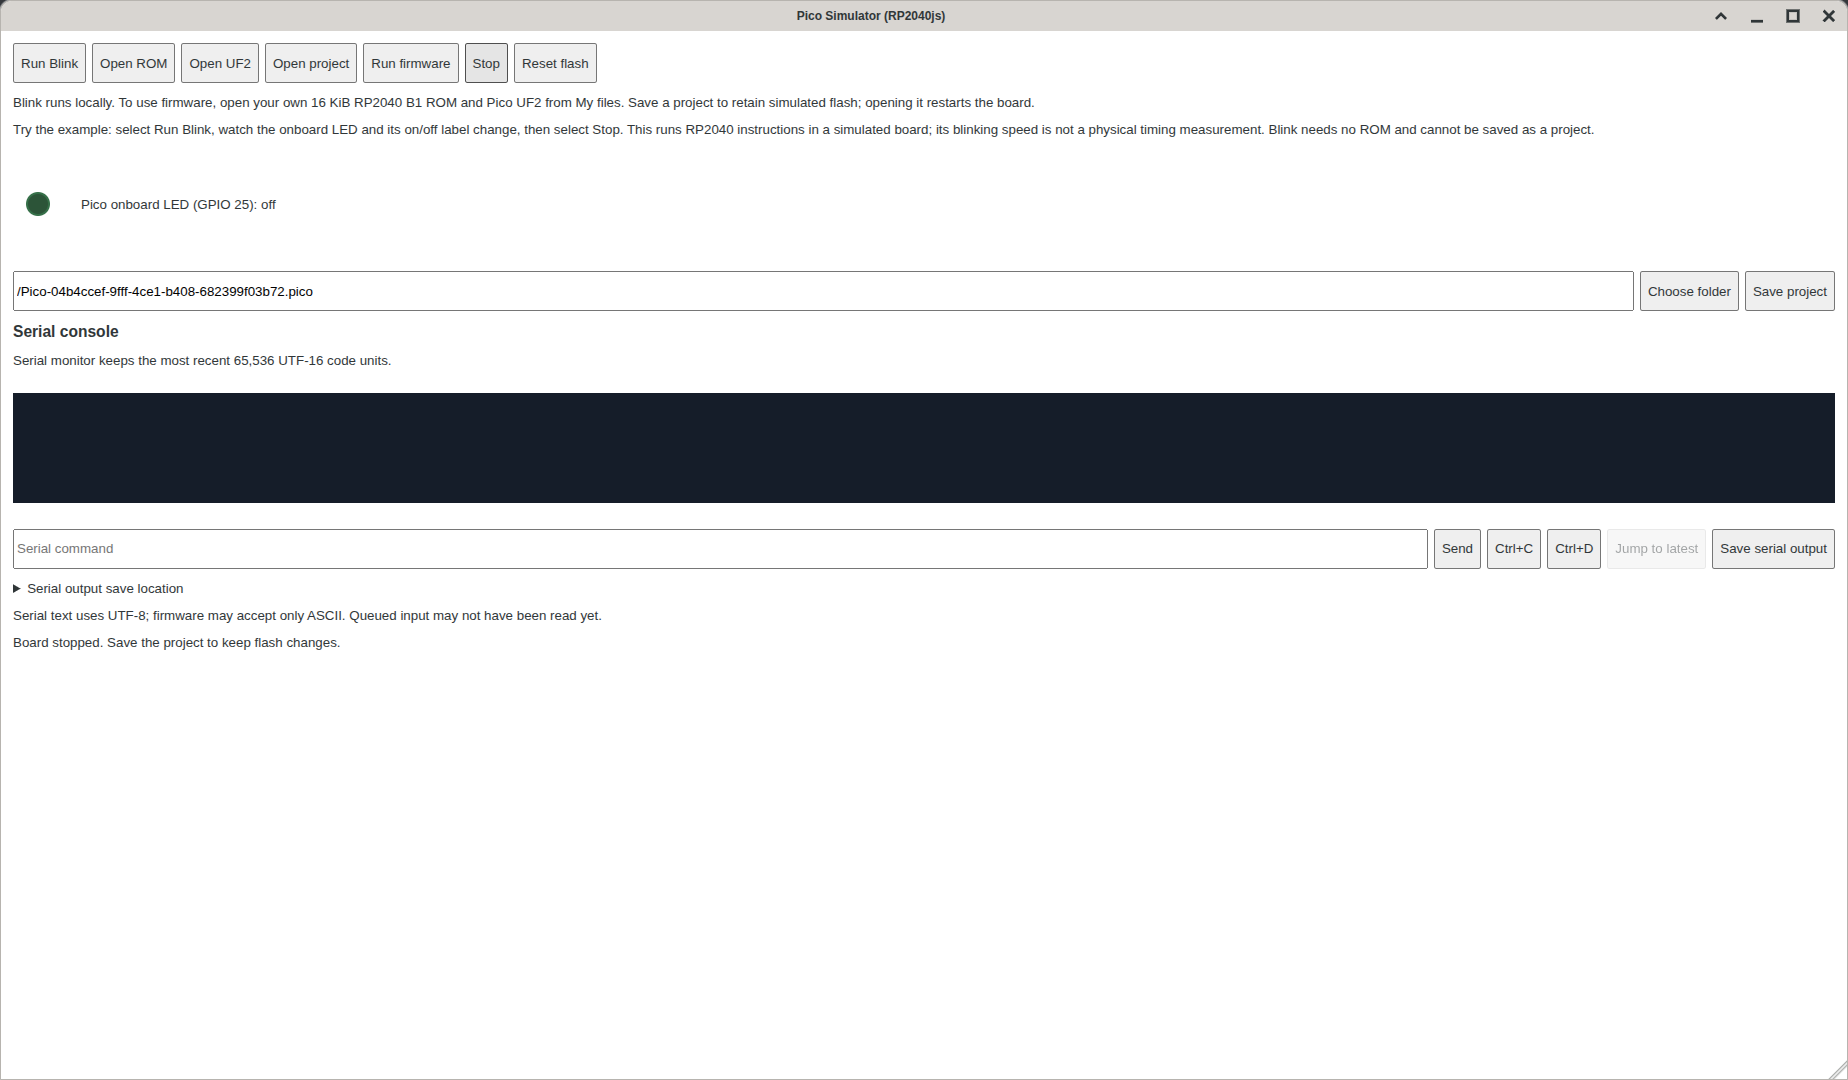 Pico Simulator (RP2040js)
Run Blink Open ROM Open UF2 Open project Run firmware Stop Reset flash
Blink runs locally. To use firmware, open your own 16 KiB RP2040 B1 ROM and Pico UF2 from My files. Save a project to retain simulated flash; opening it restarts the board.
Try the example: select Run Blink, watch the onboard LED and its on/off label change, then select Stop. This runs RP2040 instructions in a simulated board; its blinking speed is not a physical timing measurement. Blink needs no ROM and cannot be saved as a project.
Pico onboard LED (GPIO 25): off
/Pico-04b4ccef-9fff-4ce1-b408-682399f03b72.pico Choose folder Save project
Serial console
Serial monitor keeps the most recent 65,536 UTF-16 code units.
Serial command Send Ctrl+C Ctrl+D Jump to latest Save serial output
Serial output save location
Serial text uses UTF-8; firmware may accept only ASCII. Queued input may not have been read yet.
Board stopped. Save the project to keep flash changes.